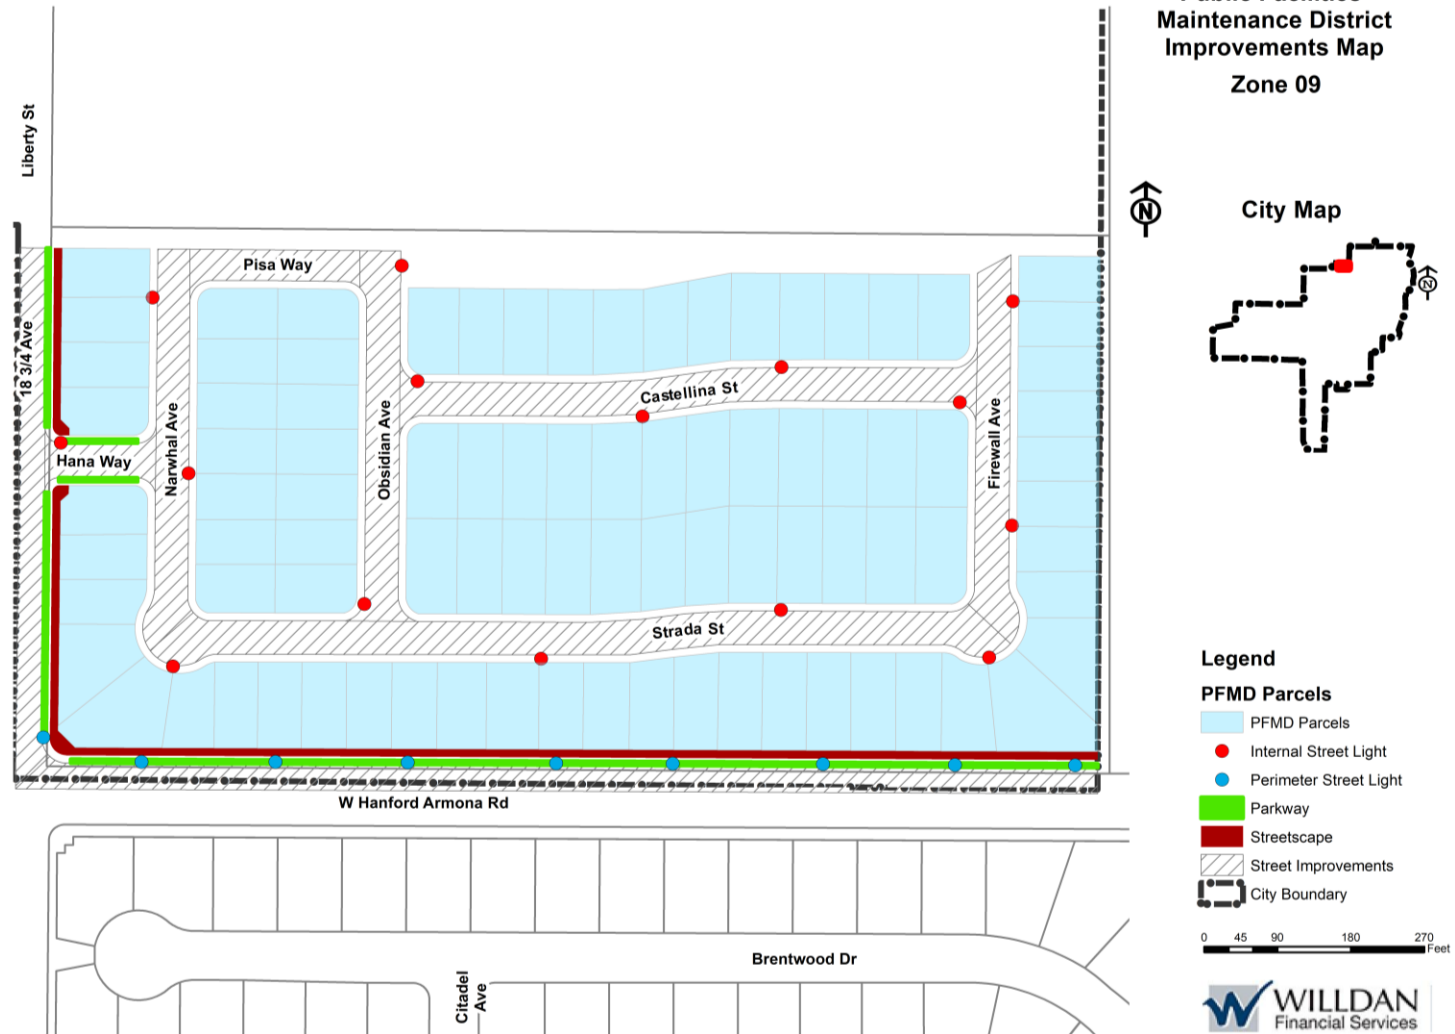 Maintenance District
Improvements Map
Zone 09
Liberty St
N
City Map
N
Pisa Way
18 3/4 Ave
Castellina St
Narwhal Ave
Obsidian Ave
Firewall Ave
Hana Way
Strada St
W Hanford Armona Rd
Legend
PFMD Parcels
PFMD Parcels
Internal Street Light
Perimeter Street Light
Parkway
Streetscape
Street Improvements
City Boundary
0 45 90 180 270
Feet
Brentwood Dr
Citadel
Ave
WILLDAN
Financial Services